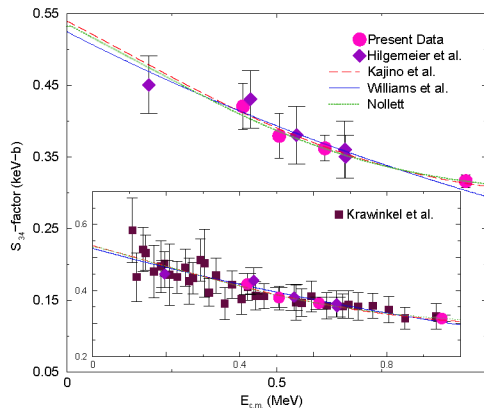 0.55
Present Data
Hilgemeier et al.
Kajino et al.
Williams et al.
Nollett
0.45
0.35
0.25
0.15
0.05
S34-factor (keV-b)
0.6
Krawinkel et al.
0.4
0.2
0 0.4 0.8
0 0.5 1
E c.m. (MeV)